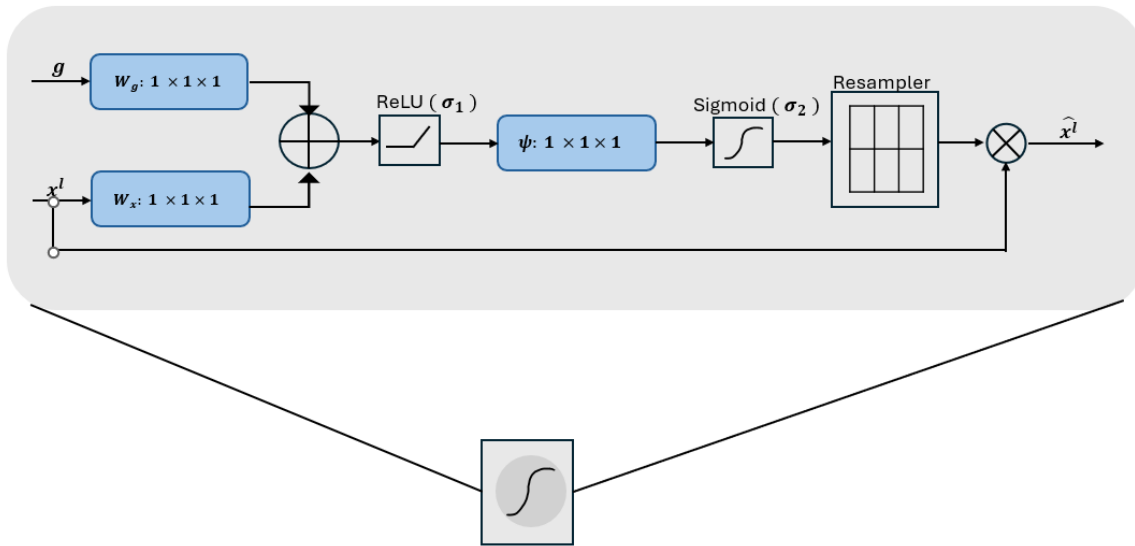 Resampler
ReLU (σ₁)
Sigmoid (σ₂)
g
W_g: 1 × 1 × 1
ψ: 1 × 1 × 1
x̂^l
x^l
W_x: 1 × 1 × 1